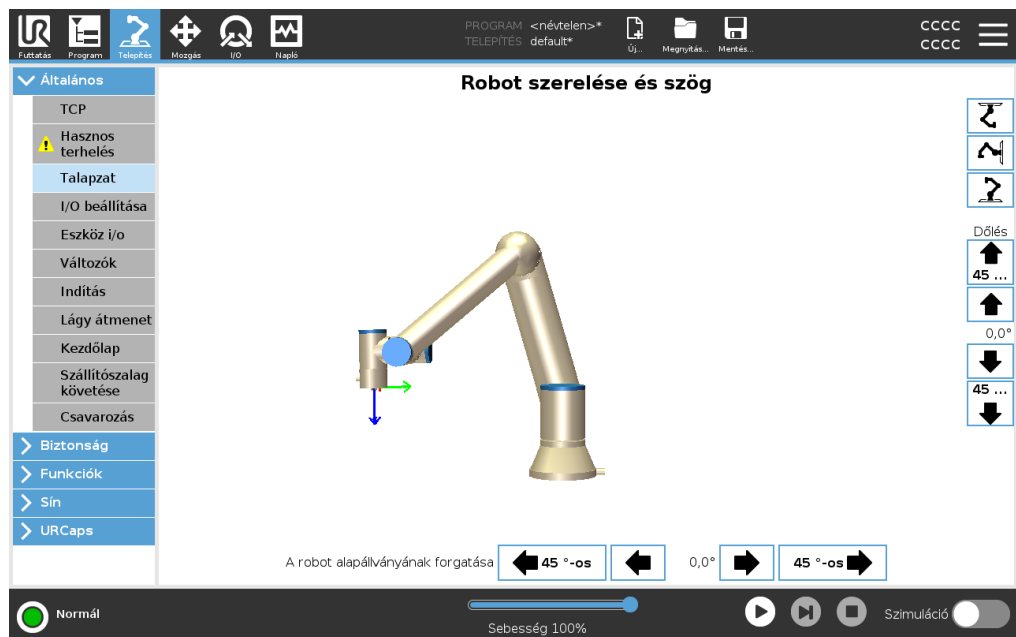 PROGRAM <névtelen>*
TELEPÍTÉS default*
Futtatás
Program
Telepítés
Mozgás
I/O
Napló
Új...
Megnyitás...
Mentés...
CCCC
CCCC
Általános
TCP
Hasznos
terhelés
Talapzat
I/O beállítása
Eszköz i/o
Változók
Indítás
Lágy átmenet
Kezdőlap
Szállítószalag
követése
Csavarozás
Biztonság
Funkciók
Sín
URCaps
Robot szerelése és szög
Dőlés
45 ...
0,0°
45 ...
A robot alapállványának forgatása
45 °-os
0,0°
45 °-os
Normál
Sebesség 100%
Szimuláció